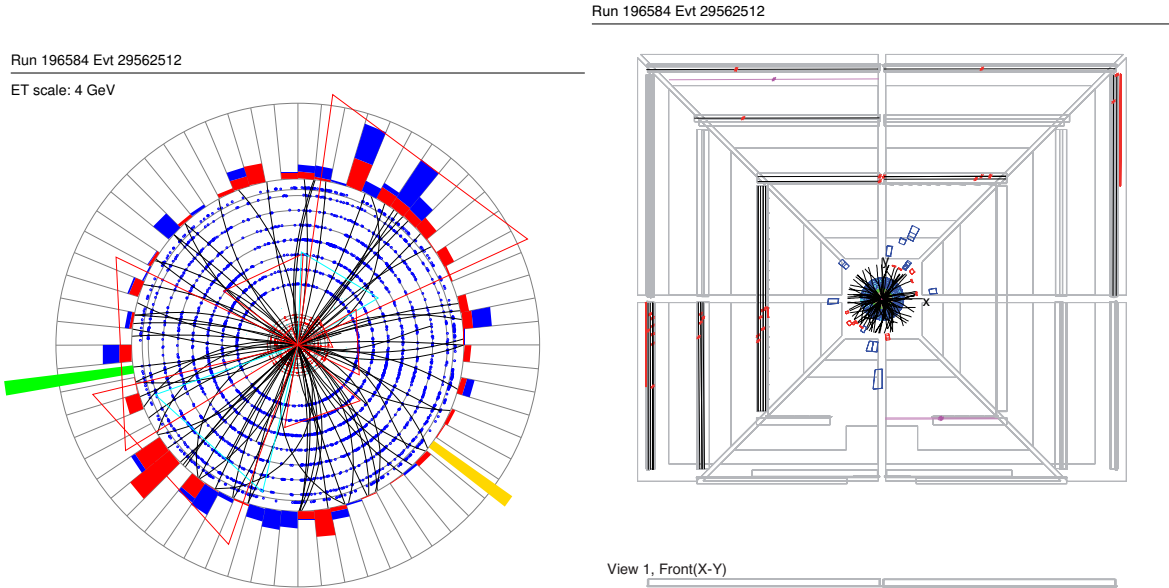 Run 196584 Evt 29562512
ET scale: 4 GeV
Run 196584 Evt 29562512
y
x
View 1, Front(X-Y)